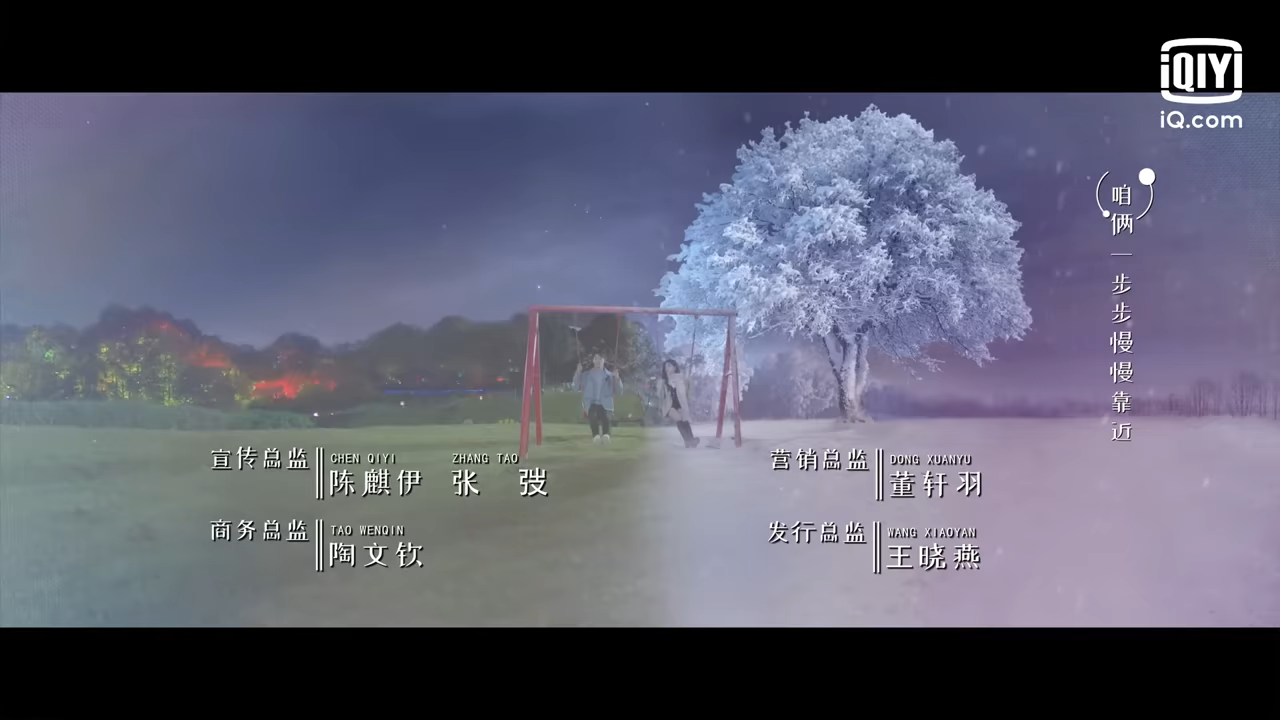 iQIYI
iQ.com
咱俩一步步慢慢靠近
宣传总监
CHEN QIYI ZHANG TAO
陈麒伊 张弢
商务总监
TAO WENQIN
陶文钦
营销总监
DONG XUANYU
董轩羽
发行总监
WANG XIAOYAN
王晓燕